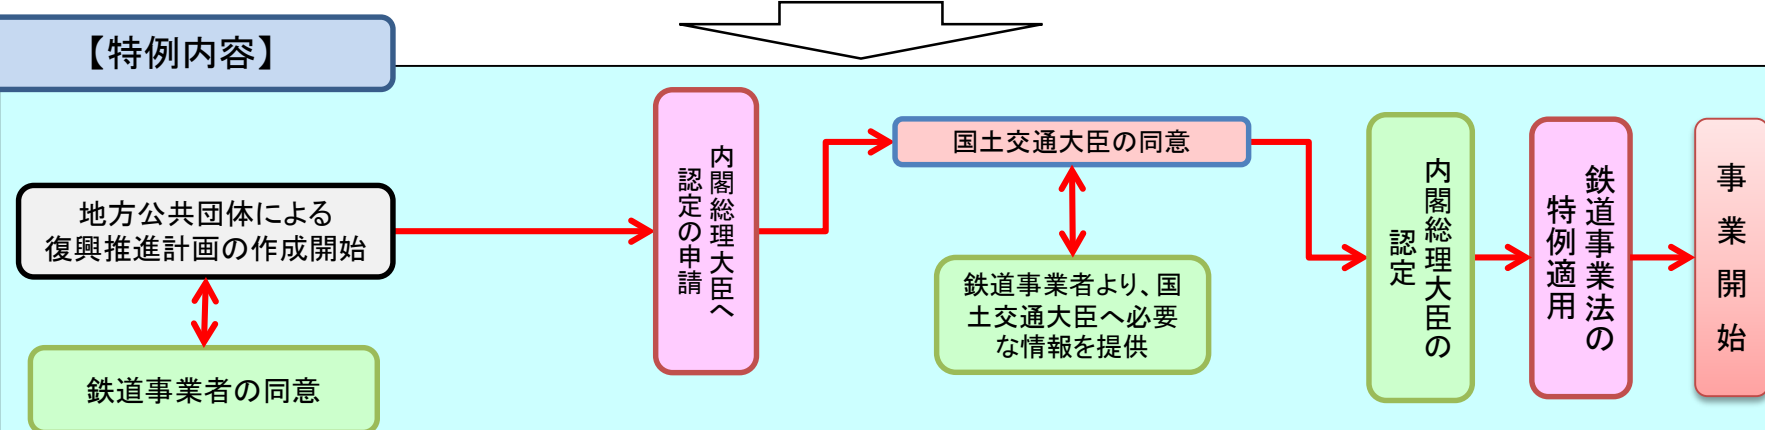 【特例内容】
地方公共団体による
復興推進計画の作成開始
鉄道事業者の同意
内閣総理大臣へ
認定の申請
国土交通大臣の同意
鉄道事業者より、国
土交通大臣へ必要
な情報を提供
内閣総理大臣の
認定
鉄道事業法の
特例適用
事業開始